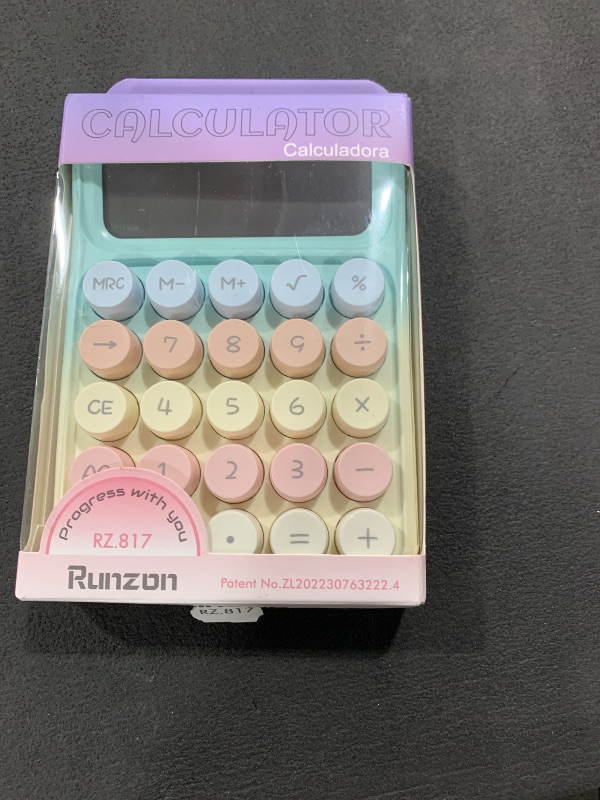 CALCULATOR
Calculadora
MRC M- M+ √ %
→ 7 8 9 ÷
CE 4 5 6 ×
AC 1 2 3 −
. = +
Progress with you
RZ.817
Runzon
Patent No.ZL202230763222.4
RZ.817